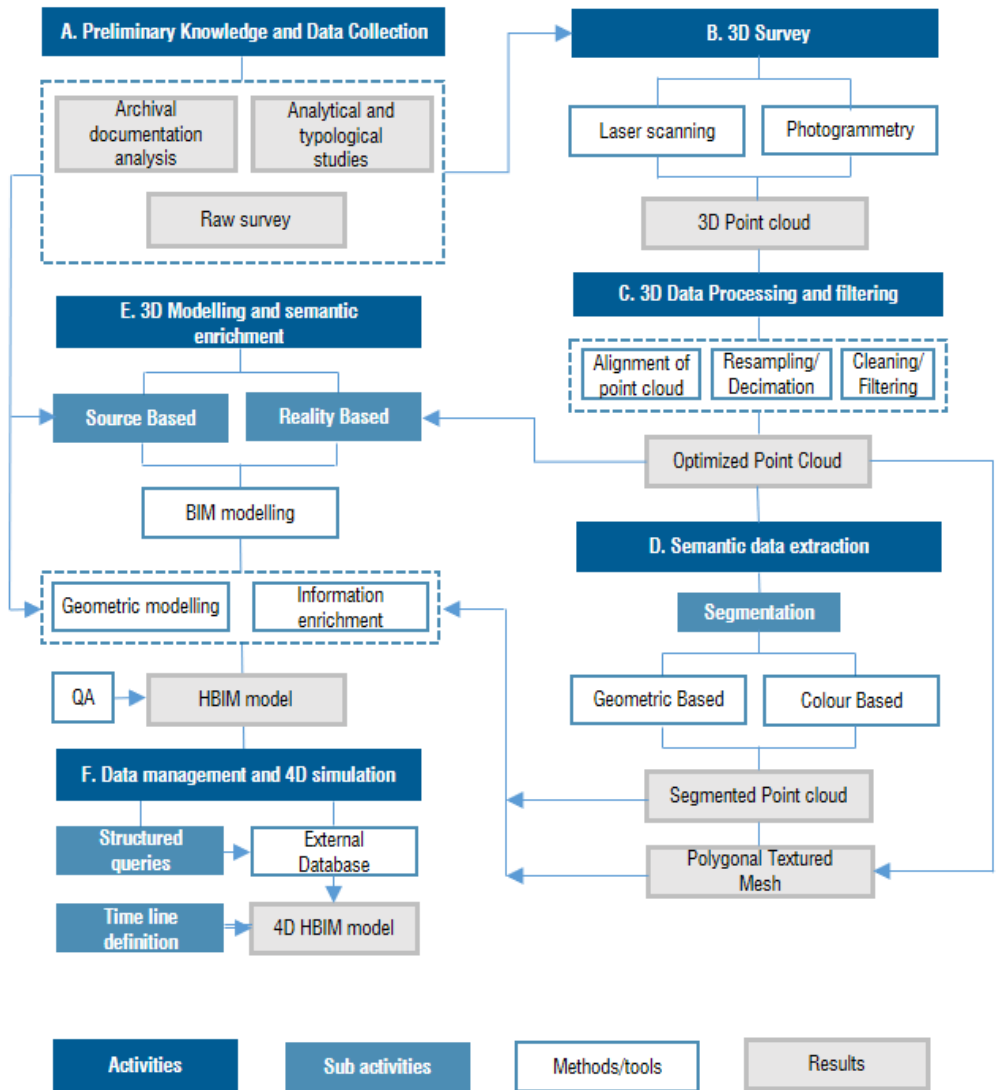 A. Preliminary Knowledge and Data Collection
Archival
documentation
analysis
Analytical and
typological
studies
Raw survey
B. 3D Survey
Laser scanning
Photogrammetry
3D Point cloud
C. 3D Data Processing and filtering
Alignment of
point cloud
Resampling/
Decimation
Cleaning/
Filtering
Optimized Point Cloud
D. Semantic data extraction
Segmentation
Geometric Based
Colour Based
Segmented Point cloud
Polygonal Textured
Mesh
E. 3D Modelling and semantic
enrichment
Source Based
Reality Based
BIM modelling
Geometric modelling
Information
enrichment
QA
HBIM model
F. Data management and 4D simulation
Structured
queries
External
Database
Time line
definition
4D HBIM model
Activities
Sub activities
Methods/tools
Results